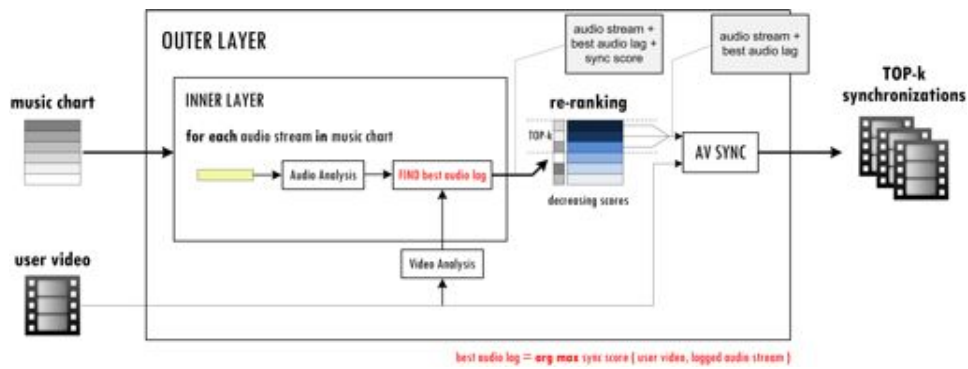 OUTER LAYER
audio stream +
best audio lag +
sync score
audio stream +
best audio lag
TOP-k
synchronizations
music chart
INNER LAYER
for each audio stream in music chart
re-ranking
TOP-k
Audio Analysis
FIND best audio lag
AV SYNC
decreasing scores
user video
Video Analysis
best audio lag = arg max sync score ( user video, lagged audio stream )